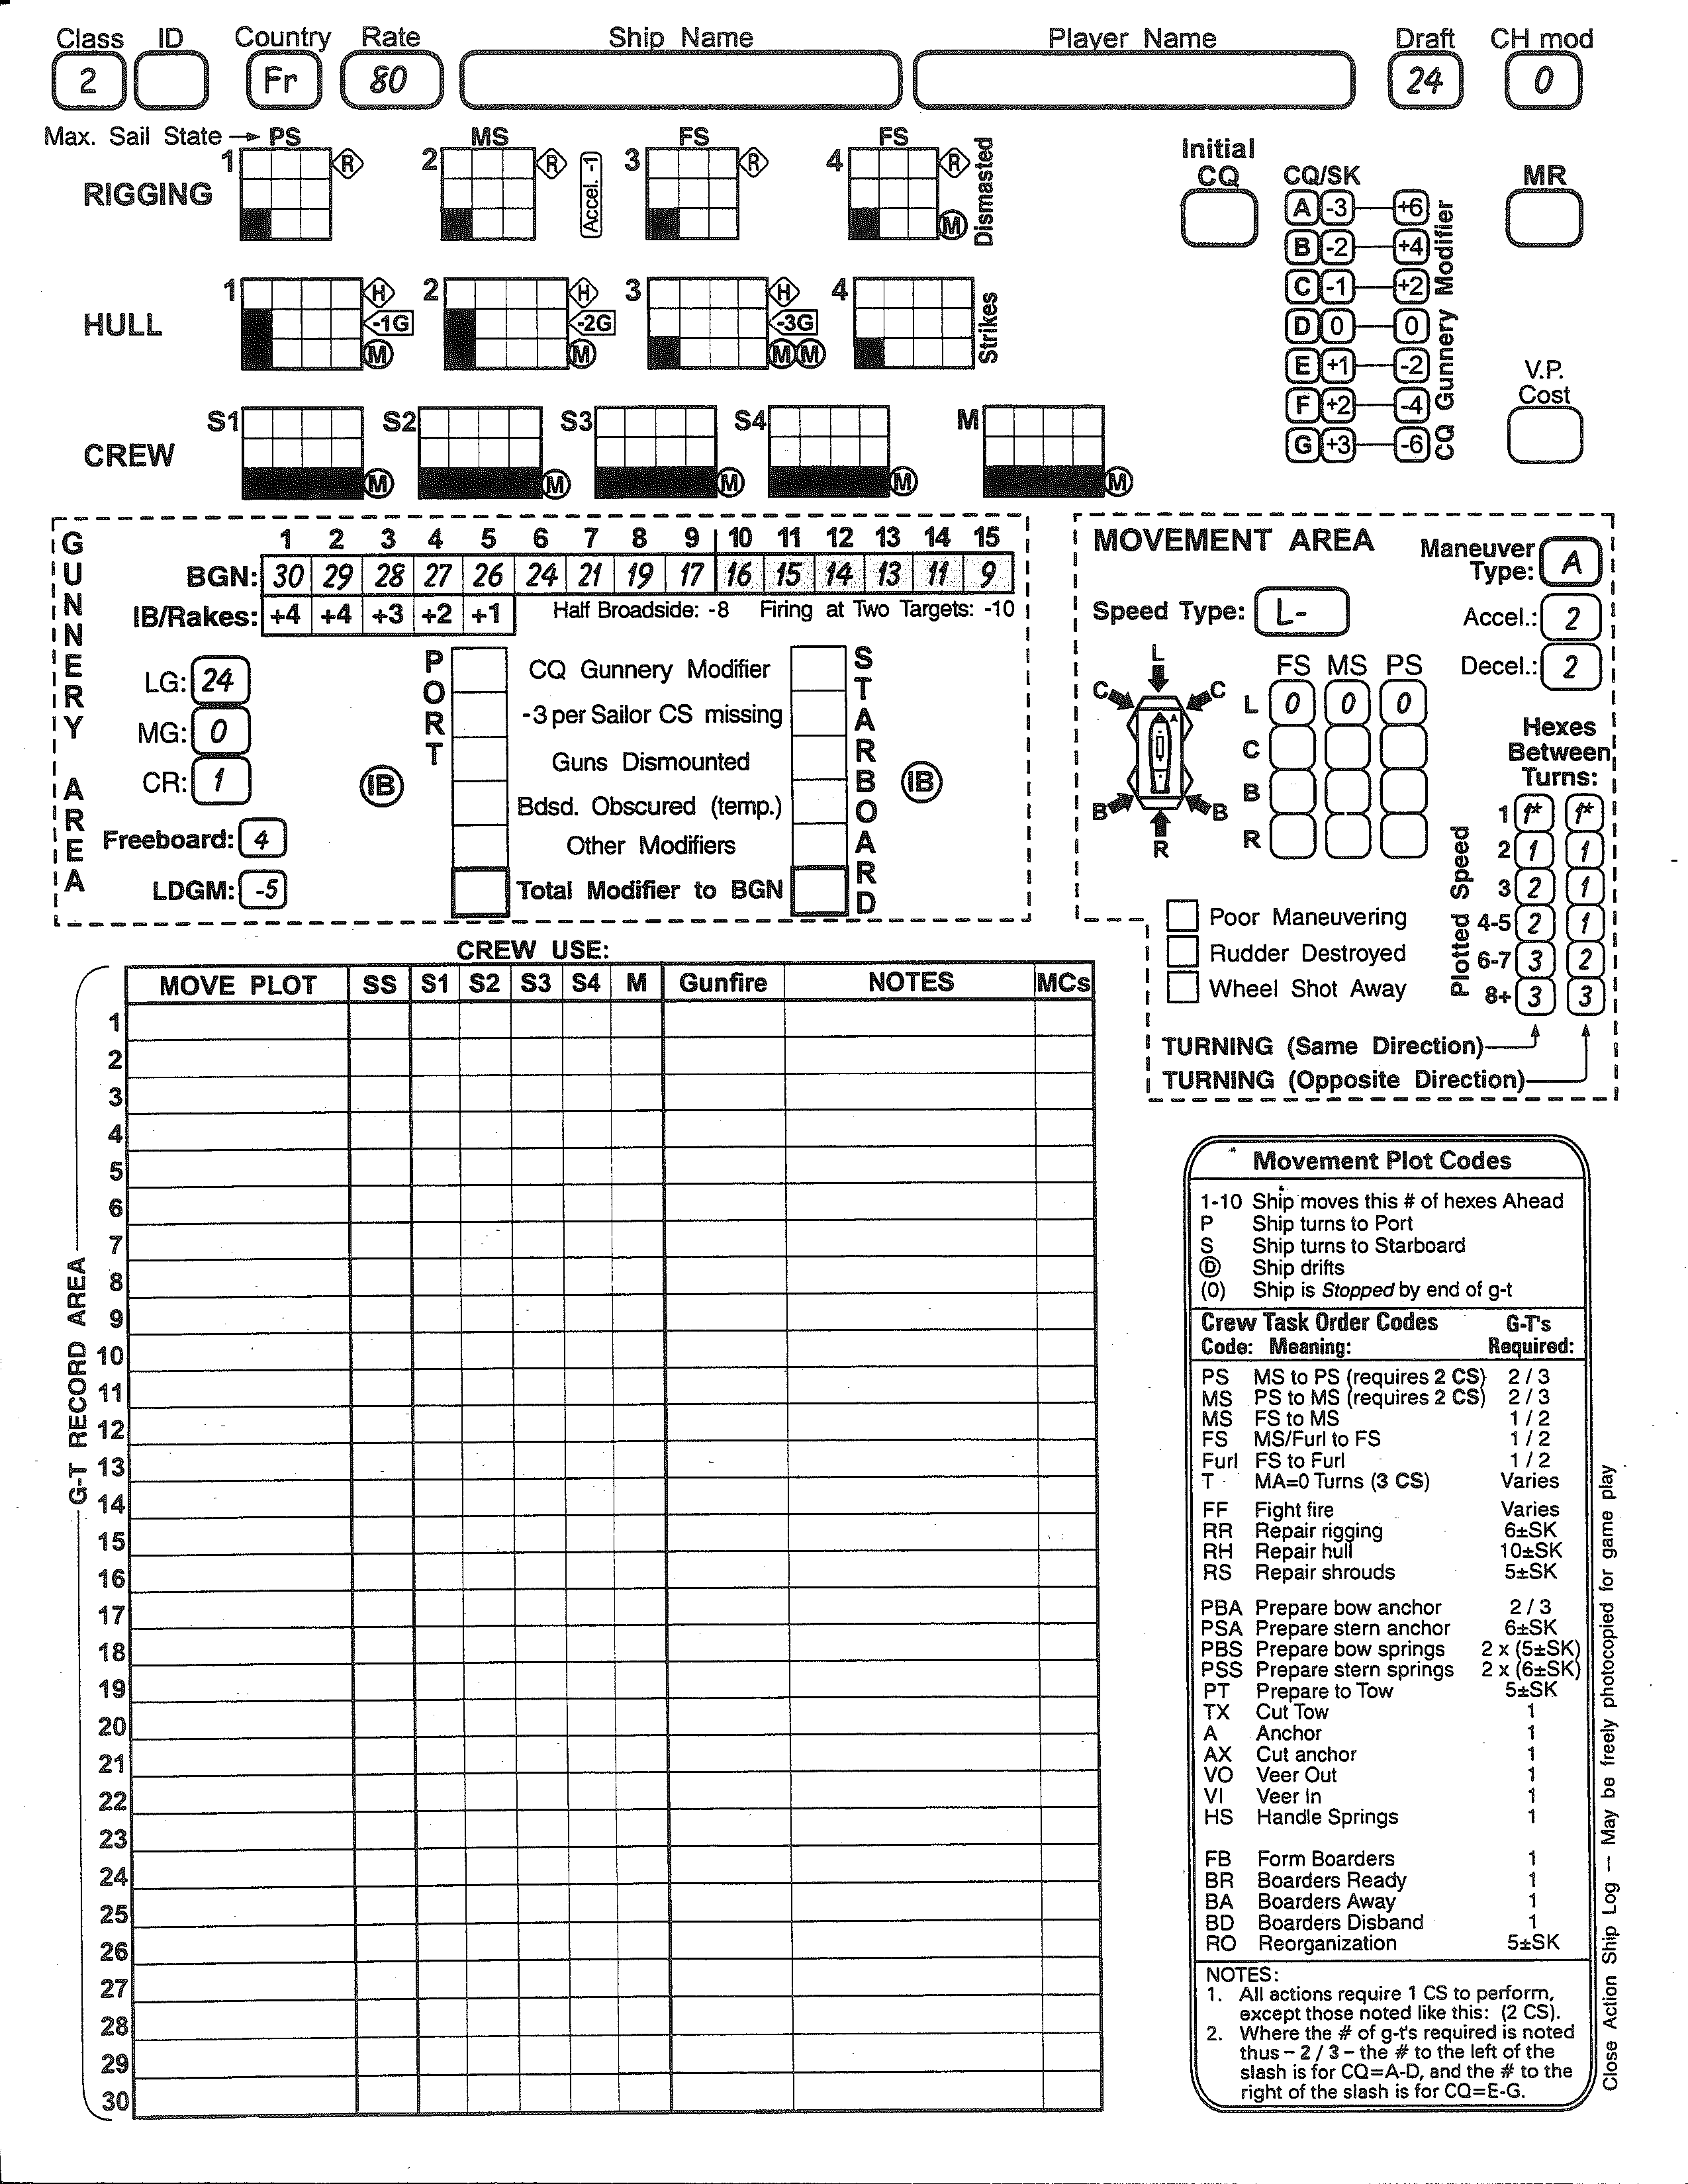 Class ID Country Rate Ship Name Player Name Draft CH mod
2 Fr 80 24 0
Max. Sail State → PS MS FS FS
RIGGING 1 R 2 R Accel. -1 3 R 4 R M Dismasted
HULL 1 H -1G M 2 H -2G M 3 H -3G M M 4 Strikes
CREW S1 M S2 M S3 M S4 M M M
Initial CQ
CQ/SK
A -3 +6
B -2 +4
C -1 +2
D 0 0
E +1 -2
F +2 -4
G +3 -6
CQ Gunnery Modifier
MR
V.P. Cost
GUNNERY AREA
1 2 3 4 5 6 7 8 9 10 11 12 13 14 15
BGN: 30 29 28 27 26 24 21 19 17 16 15 14 13 11 9
IB/Rakes: +4 +4 +3 +2 +1 Half Broadside: -8 Firing at Two Targets: -10
LG: 24
MG: 0
CR: 1
Freeboard: 4
LDGM: -5
IB
PORT
CQ Gunnery Modifier
-3 per Sailor CS missing
Guns Dismounted
Bdsd. Obscured (temp.)
Other Modifiers
Total Modifier to BGN
STARBOARD
IB
MOVEMENT AREA
Maneuver Type: A
Speed Type: L-
Accel.: 2
Decel.: 2
L
C C
A
B B
R
FS MS PS
L 0 0 0
C
B
R
Hexes Between Turns:
Plotted Speed
1 1* 1*
2 1 1
3 2 1
4-5 2 1
6-7 3 2
8+ 3 3
Poor Maneuvering
Rudder Destroyed
Wheel Shot Away
TURNING (Same Direction)
TURNING (Opposite Direction)
CREW USE:
MOVE PLOT SS S1 S2 S3 S4 M Gunfire NOTES MCs
G-T RECORD AREA
1
2
3
4
5
6
7
8
9
10
11
12
13
14
15
16
17
18
19
20
21
22
23
24
25
26
27
28
29
30
Movement Plot Codes
1-10 Ship moves this # of hexes Ahead
P Ship turns to Port
S Ship turns to Starboard
Ⓓ Ship drifts
(0) Ship is Stopped by end of g-t
Crew Task Order Codes G-T's
Code: Meaning: Required:
PS MS to PS (requires 2 CS) 2 / 3
MS PS to MS (requires 2 CS) 2 / 3
MS FS to MS 1 / 2
FS MS/Furl to FS 1 / 2
Furl FS to Furl 1 / 2
T MA=0 Turns (3 CS) Varies
FF Fight fire Varies
RR Repair rigging 6±SK
RH Repair hull 10±SK
RS Repair shrouds 5±SK
PBA Prepare bow anchor 2 / 3
PSA Prepare stern anchor 6±SK
PBS Prepare bow springs 2 x (5±SK)
PSS Prepare stern springs 2 x (6±SK)
PT Prepare to Tow 5±SK
TX Cut Tow 1
A Anchor 1
AX Cut anchor 1
VO Veer Out 1
VI Veer In 1
HS Handle Springs 1
FB Form Boarders 1
BR Boarders Ready 1
BA Boarders Away 1
BD Boarders Disband 1
RO Reorganization 5±SK
NOTES:
1. All actions require 1 CS to perform,
except those noted like this: (2 CS).
2. Where the # of g-t's required is noted
thus – 2 / 3 – the # to the left of the
slash is for CQ=A-D, and the # to the
right of the slash is for CQ=E-G.
Close Action Ship Log — May be freely photocopied for game play